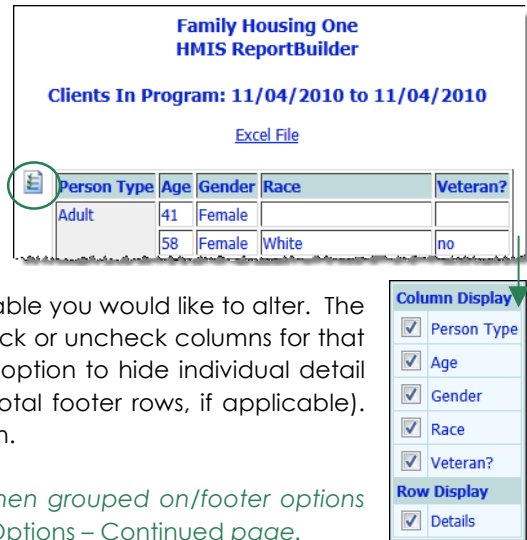 Family Housing One
HMIS ReportBuilder
Clients In Program: 11/04/2010 to 11/04/2010
Excel File
Person Type Age Gender Race Veteran?
Adult 41 Female
58 Female White no
able you would like to alter. The
ck or uncheck columns for that
option to hide individual detail
otal footer rows, if applicable).
n.
hen grouped on/footer options
Options – Continued page.
Column Display
Person Type
Age
Gender
Race
Veteran?
Row Display
Details